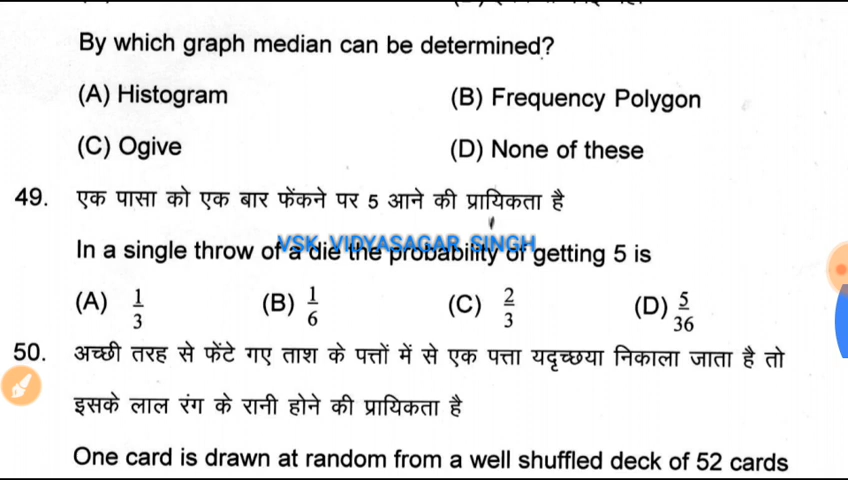 By which graph median can be determined?
(A) Histogram (B) Frequency Polygon
(C) Ogive (D) None of these
49. एक पासा को एक बार फेंकने पर 5 आने की प्रायिकता है
In a single throw of a die the probability of getting 5 is
VSK VIDYASAGAR SINGH
(A) 1/3 (B) 1/6 (C) 2/3 (D) 5/36
50. अच्छी तरह से फेंटे गए ताश के पत्तों में से एक पत्ता यदृच्छया निकाला जाता है तो
इसके लाल रंग के रानी होने की प्रायिकता है
One card is drawn at random from a well shuffled deck of 52 cards